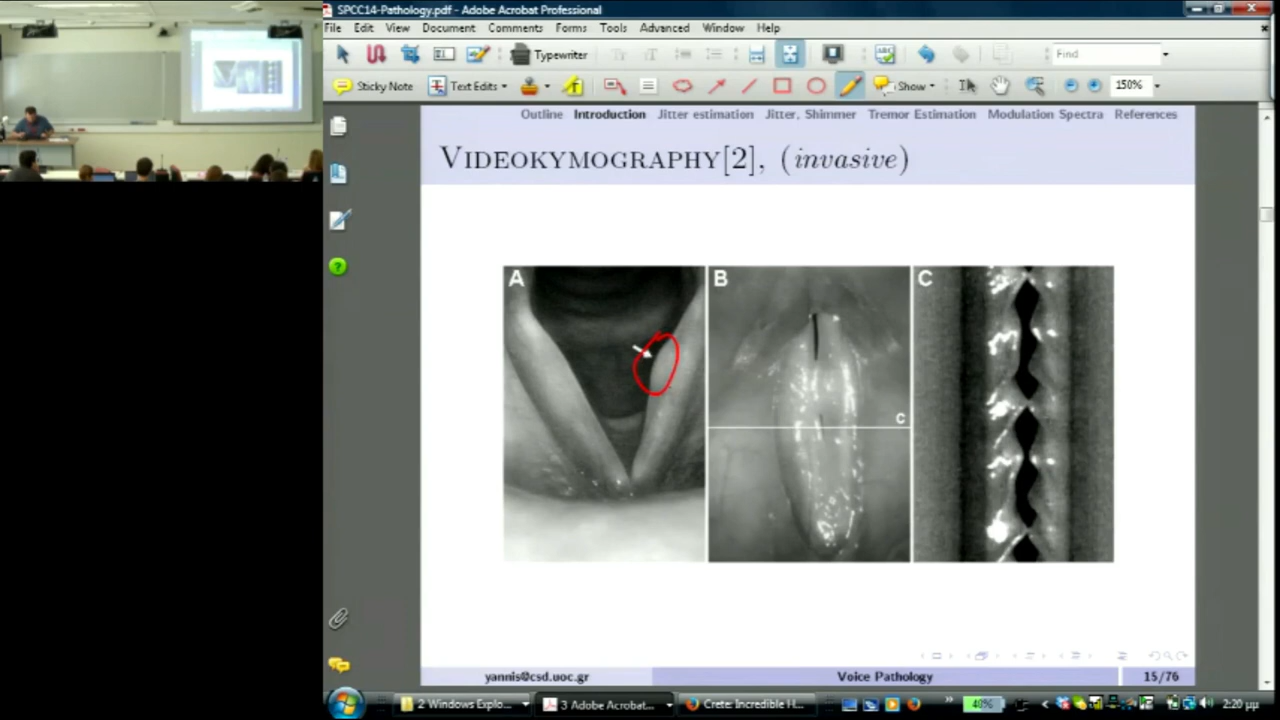 SPCC14-Pathology.pdf - Adobe Acrobat Professional
File Edit View Document Comments Forms Tools Advanced Window Help
Typewriter
Find
Sticky Note Text Edits Show 150%
Outline Introduction Jitter estimation Jitter, Shimmer Tremor Estimation Modulation Spectra References
VIDEOKYMOGRAPHY[2], (invasive)
A B C
C
yannis@csd.uoc.gr Voice Pathology 15/76
2 Windows Explo... 3 Adobe Acrobat... Crete: Incredible H... 48% 2:20 μμ